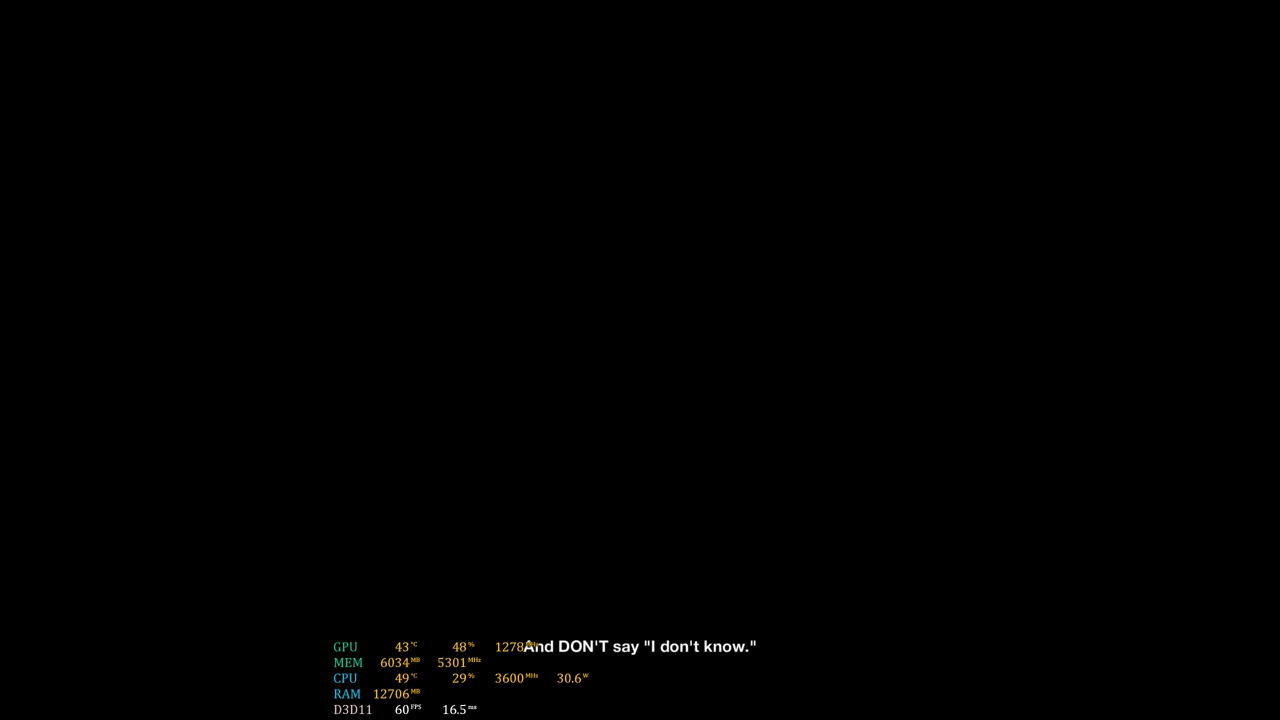 GPU 43°C 48% 1278 And DON'T say "I don't know."
MEM 6034MB 5301MHz
CPU 49°C 29% 3600MHz 30.6W
RAM 12706MB
D3D11 60FPS 16.5ms